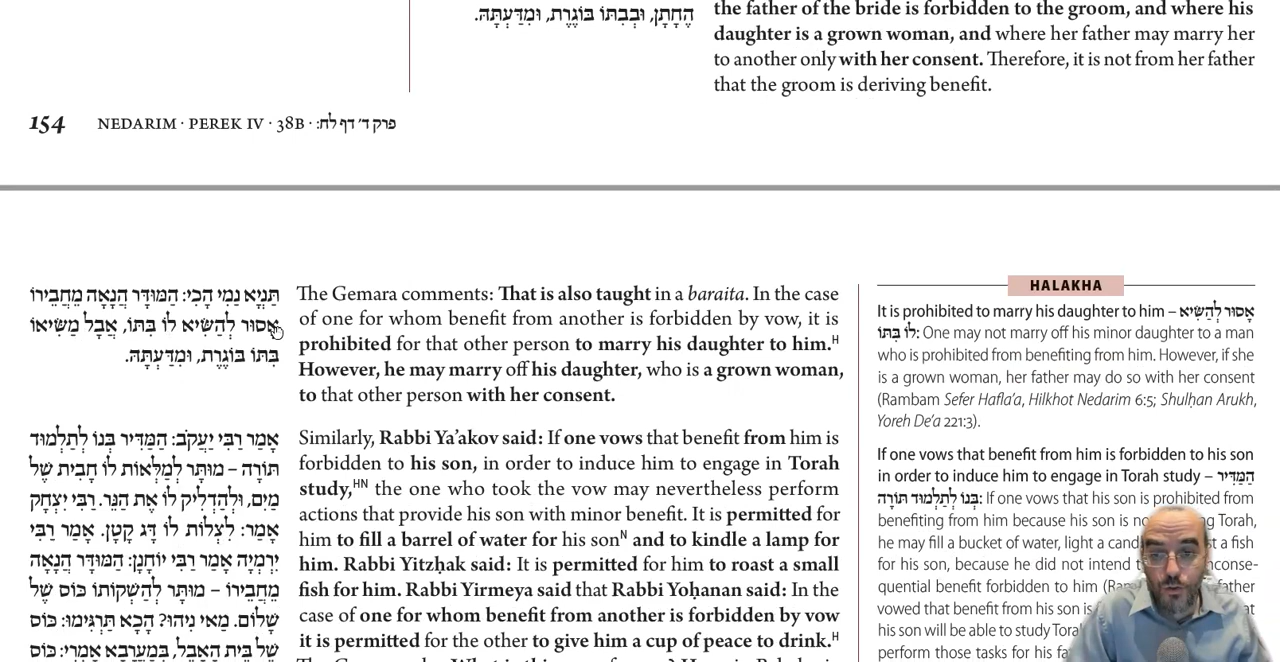 הֶחָתָן, וּבְבִתּוֹ בּוֹגֶרֶת, וּמִדַּעְתָּהּ.
the father of the bride is forbidden to the groom, and where his
daughter is a grown woman, and where her father may marry her
to another only with her consent. Therefore, it is not from her father
that the groom is deriving benefit.
154 NEDARIM · PEREK IV · 38B · פרק ד׳ דף לח:
תַּנְיָא נַמִי הָכִי: הַמּוּדָּר הֲנָאָה מֵחֲבֵירוֹ
אָסוּר לְהַשִּׂיא לוֹ בִּתּוֹ, אֲבָל מַשִּׂיאוֹ
בִּתּוֹ בּוֹגֶרֶת, וּמִדַּעְתָּהּ.
אָמַר רַבִּי יַעֲקֹב: הַמַּדִּיר בְּנוֹ לְתַלְמוּד
תּוֹרָה – מוּתָּר לְמַלְּאוֹת לוֹ חָבִית שֶׁל
מַיִם, וּלְהַדְלִיק לוֹ אֶת הַנֵּר. רַבִּי יִצְחָק
אָמַר: לִצְלוֹת לוֹ דָּג קָטָן. אָמַר רַבִּי
יִרְמְיָה אָמַר רַבִּי יוֹחָנָן: הַמּוּדָּר הֲנָאָה
מֵחֲבֵירוֹ – מוּתָּר לְהַשְׁקוֹתוֹ כּוֹס שֶׁל
שָׁלוֹם. מַאי נִיהוּ? הָכָא תַּרְגִּימוּ: כּוֹס
שֶׁל בֵּית הָאָבֵל, בְּמַעְרְבָא אָמְרִי: כּוֹס
The Gemara comments: That is also taught in a baraita. In the case
of one for whom benefit from another is forbidden by vow, it is
prohibited for that other person to marry his daughter to him.H
However, he may marry off his daughter, who is a grown woman,
to that other person with her consent.
Similarly, Rabbi Ya'akov said: If one vows that benefit from him is
forbidden to his son, in order to induce him to engage in Torah
study,HN the one who took the vow may nevertheless perform
actions that provide his son with minor benefit. It is permitted for
him to fill a barrel of water for his sonN and to kindle a lamp for
him. Rabbi Yitzḥak said: It is permitted for him to roast a small
fish for him. Rabbi Yirmeya said that Rabbi Yoḥanan said: In the
case of one for whom benefit from another is forbidden by vow
it is permitted for the other to give him a cup of peace to drink.H
HALAKHA
It is prohibited to marry his daughter to him – אָסוּר לְהַשִּׂיא
לוֹ בִּתּוֹ: One may not marry off his minor daughter to a man
who is prohibited from benefiting from him. However, if she
is a grown woman, her father may do so with her consent
(Rambam Sefer Hafla'a, Hilkhot Nedarim 6:5; Shulḥan Arukh,
Yoreh De'a 221:3).
If one vows that benefit from him is forbidden to his son
in order to induce him to engage in Torah study – הַמַּדִּיר
בְּנוֹ לְתַלְמוּד תּוֹרָה: If one vows that his son is prohibited from
benefiting from him because his son is Torah,
he may fill a bucket of water, light a a fish
for his son, because he did not intend
quential benefit forbidden to him father
vowed that benefit from his son is
his son will be able to study
perform those tasks for his